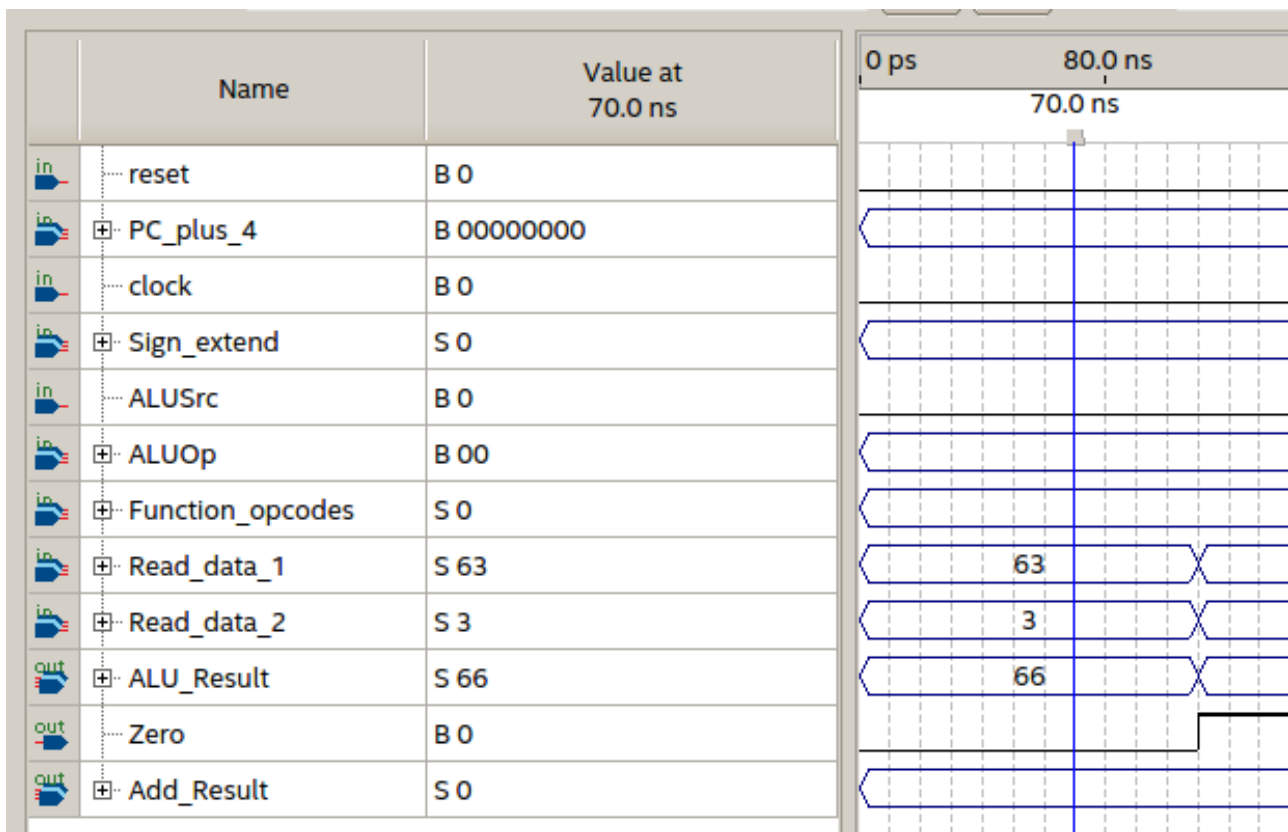 Name Value at 70.0 ns 0 ps 80.0 ns
70.0 ns
in reset B 0
in PC_plus_4 B 00000000
in clock B 0
in Sign_extend S 0
in ALUSrc B 0
in ALUOp B 00
in Function_opcodes S 0
in Read_data_1 S 63 63
in Read_data_2 S 3 3
out ALU_Result S 66 66
out Zero B 0
out Add_Result S 0